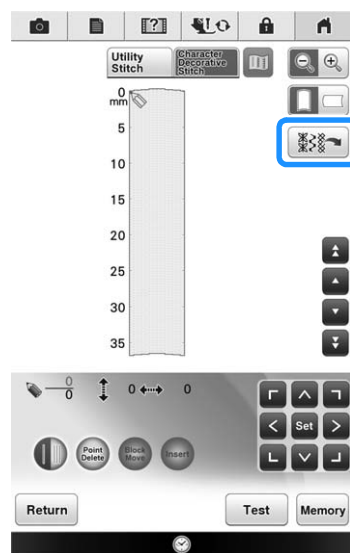 Utility
Stitch
Character
Decorative
Stitch
0
mm
5
10
15
20
25
30
35
0
0
0
0
Point
Delete
Block
Move
Insert
Set
Return
Test
Memory